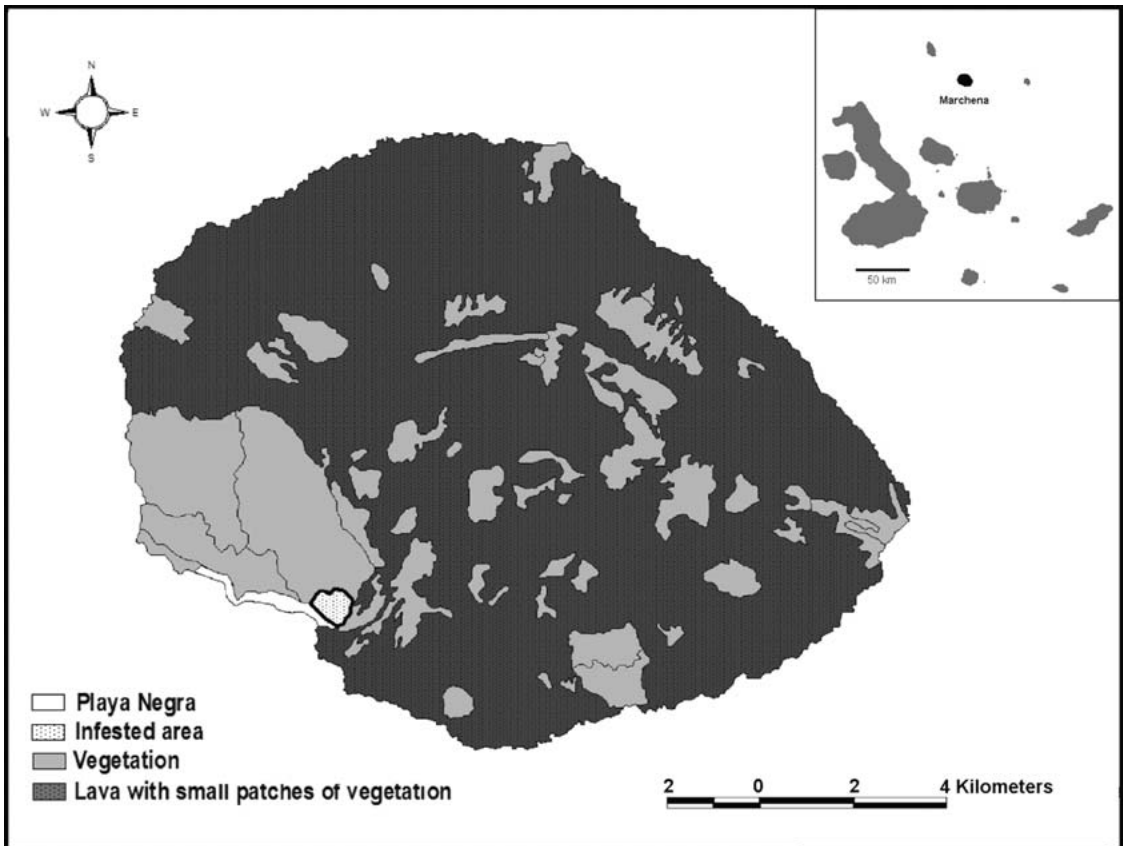 N
W E
S
Marchena
50 km
Playa Negra
Infested area
Vegetation
Lava with small patches of vegetation
2 0 2 4 Kilometers